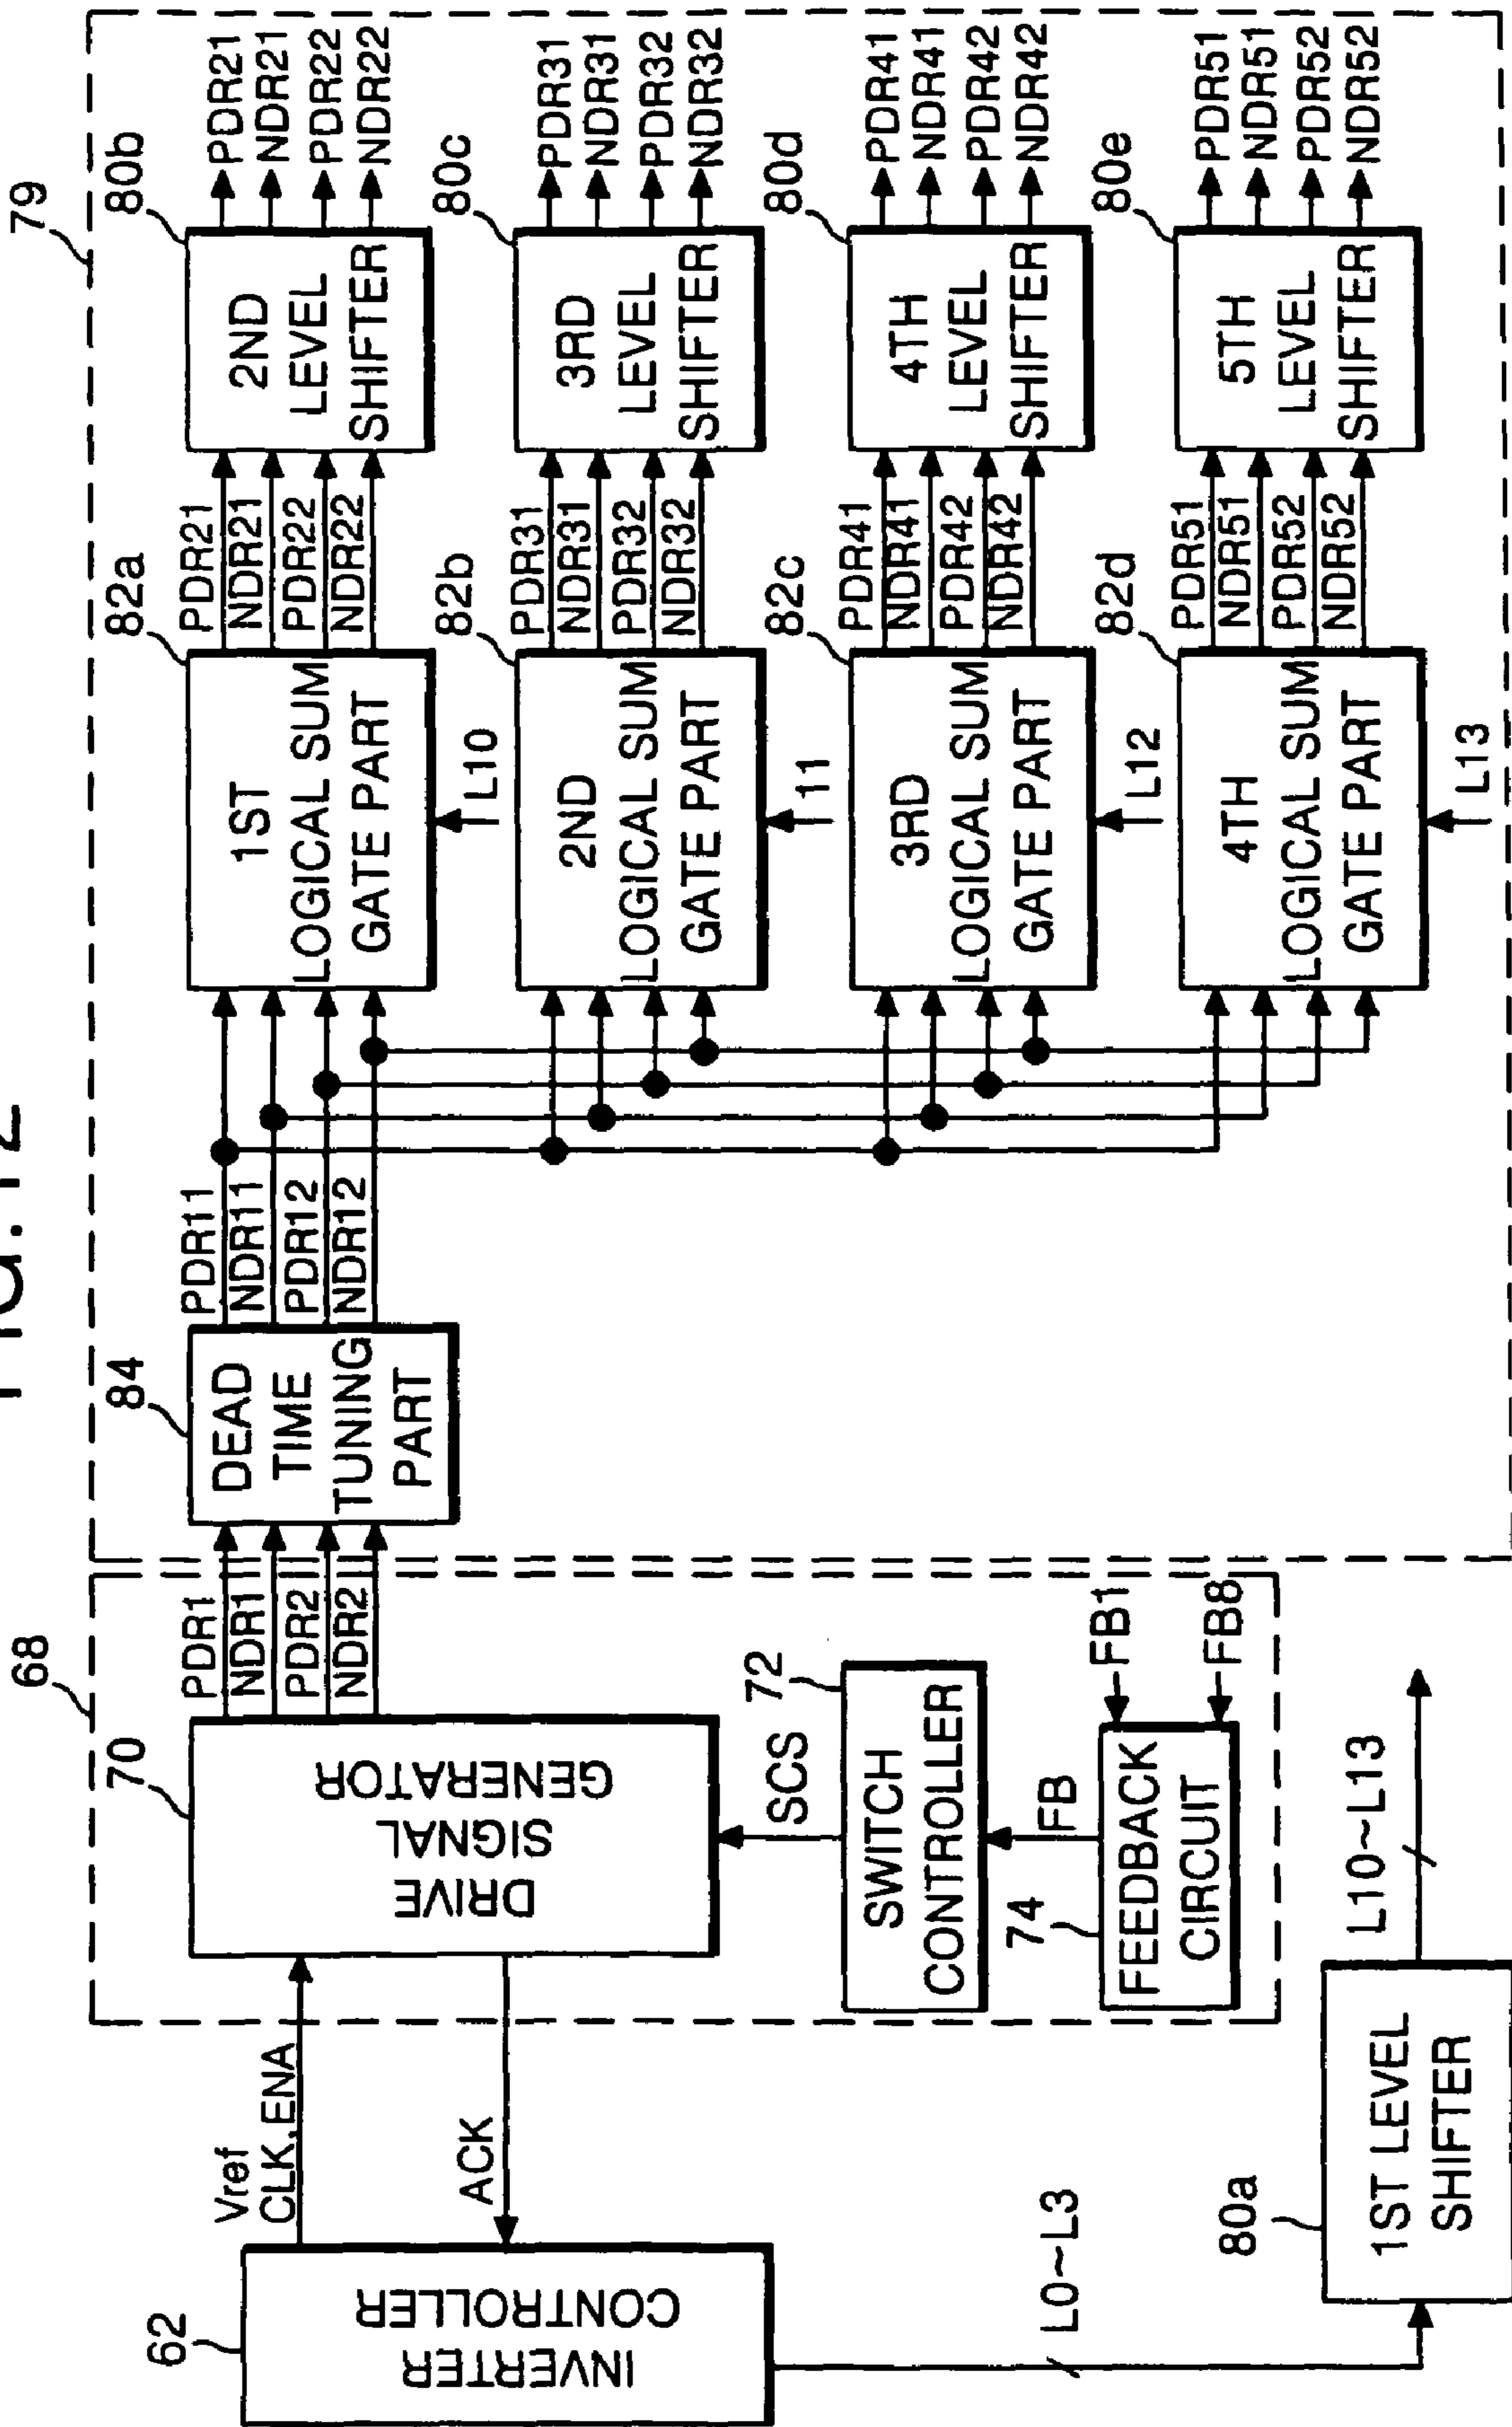 FIG.12
79
68
62
INVERTER
CONTROLLER
Vref
CLK,ENA
ACK
L0~L3
80a
1ST LEVEL
SHIFTER
L10~L13
70
DRIVE
SIGNAL
GENERATOR
SCS
72
SWITCH
CONTROLLER
FB
74
FEEDBACK
CIRCUIT
FB1
FB8
PDR1
NDR1
PDR2
NDR2
84
DEAD
TIME
TUNING
PART
PDR11
NDR11
PDR12
NDR12
82a
1ST
LOGICAL SUM
GATE PART
L10
PDR21
NDR21
PDR22
NDR22
80b
2ND
LEVEL
SHIFTER
PDR21
NDR21
PDR22
NDR22
82b
2ND
LOGICAL SUM
GATE PART
11
PDR31
NDR31
PDR32
NDR32
80c
3RD
LEVEL
SHIFTER
PDR31
NDR31
PDR32
NDR32
82c
3RD
LOGICAL SUM
GATE PART
L12
PDR41
NDR41
PDR42
NDR42
80d
4TH
LEVEL
SHIFTER
PDR41
NDR41
PDR42
NDR42
82d
4TH
LOGICAL SUM
GATE PART
L13
PDR51
NDR51
PDR52
NDR52
80e
5TH
LEVEL
SHIFTER
PDR51
NDR51
PDR52
NDR52